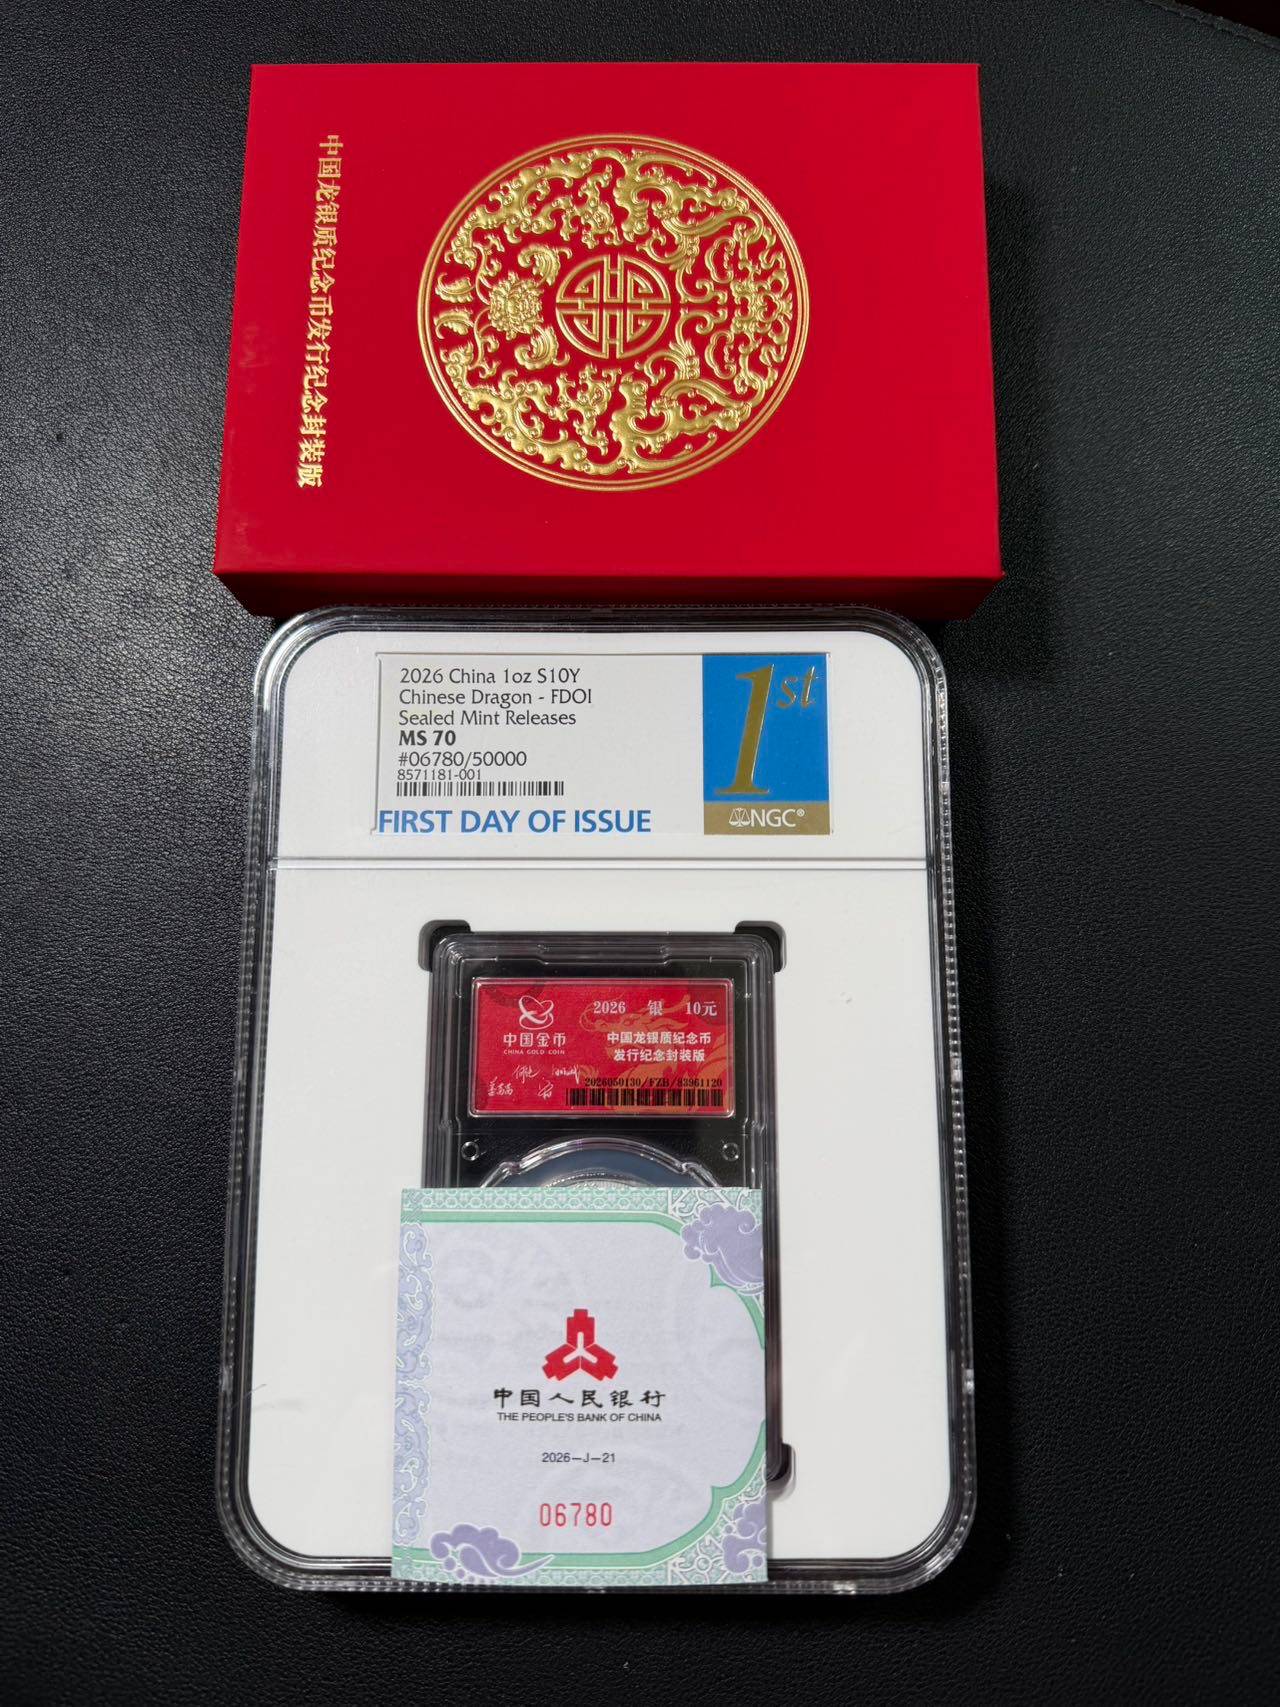 中国龙银质纪念币发行纪念封装版
2026 China 1oz S10Y
Chinese Dragon - FDOI
Sealed Mint Releases
MS 70
#06780/50000
8571181-001
FIRST DAY OF ISSUE
1st
NGC®
中国金币
CHINA GOLD COIN
2026 银 10元
中国龙银质纪念币
发行纪念封装版
2026050130/FZB/83961120
中国人民银行
THE PEOPLE'S BANK OF CHINA
2026-J-21
06780